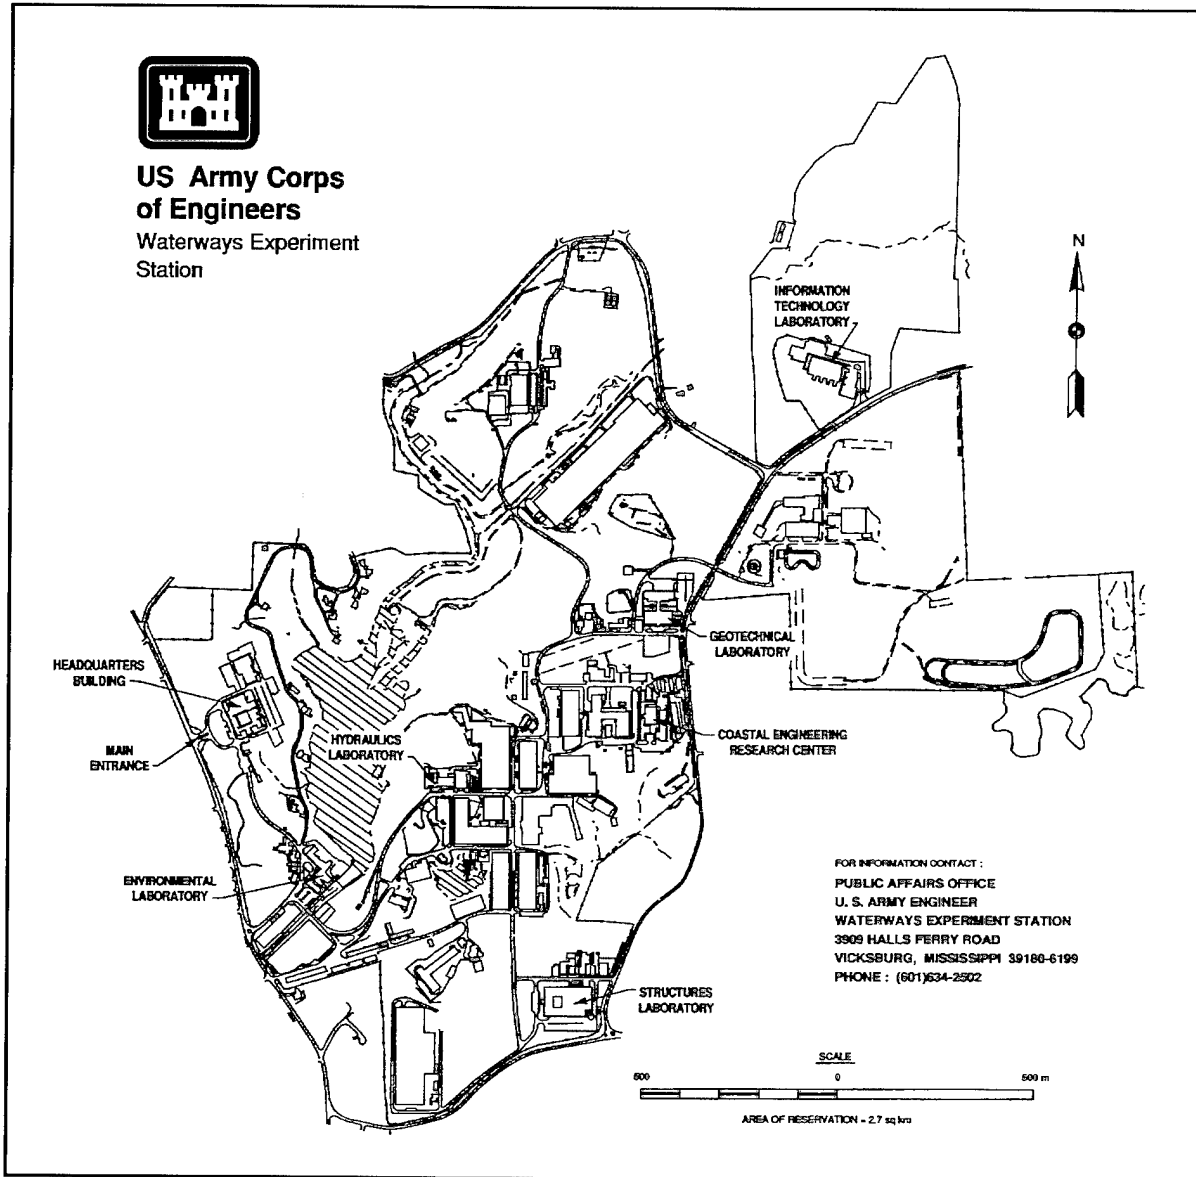 US Army Corps
of Engineers
Waterways Experiment
Station
N
INFORMATION
TECHNOLOGY
LABORATORY
GEOTECHNICAL
LABORATORY
HEADQUARTERS
BUILDING
MAIN
ENTRANCE
HYDRAULICS
LABORATORY
COASTAL ENGINEERING
RESEARCH CENTER
ENVIRONMENTAL
LABORATORY
FOR INFORMATION CONTACT :
PUBLIC AFFAIRS OFFICE
U. S. ARMY ENGINEER
WATERWAYS EXPERIMENT STATION
3909 HALLS FERRY ROAD
VICKSBURG, MISSISSIPPI 39180-6199
PHONE : (601)634-2502
STRUCTURES
LABORATORY
SCALE
500 0 500 m
AREA OF RESERVATION = 2.7 sq km